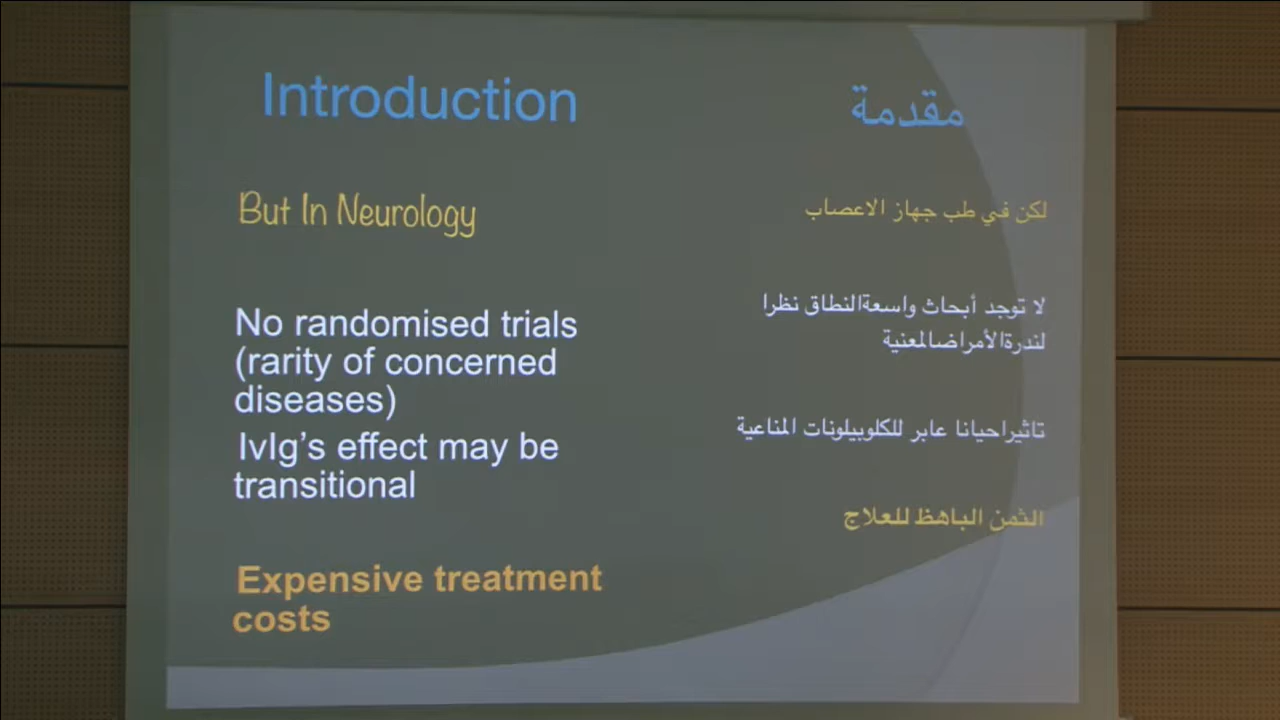 Introduction
But In Neurology
No randomised trials
(rarity of concerned
diseases)
IvIg's effect may be
transitional
Expensive treatment
costs
مقدمة
لكن في طب جهاز الاعصاب
لا توجد أبحاث واسعةالنطاق نظرا
لندرةالأمراضالمعنية
تاثيراحيانا عابر للكلوبيلونات المناعية
الثمن الباهظ للعلاج